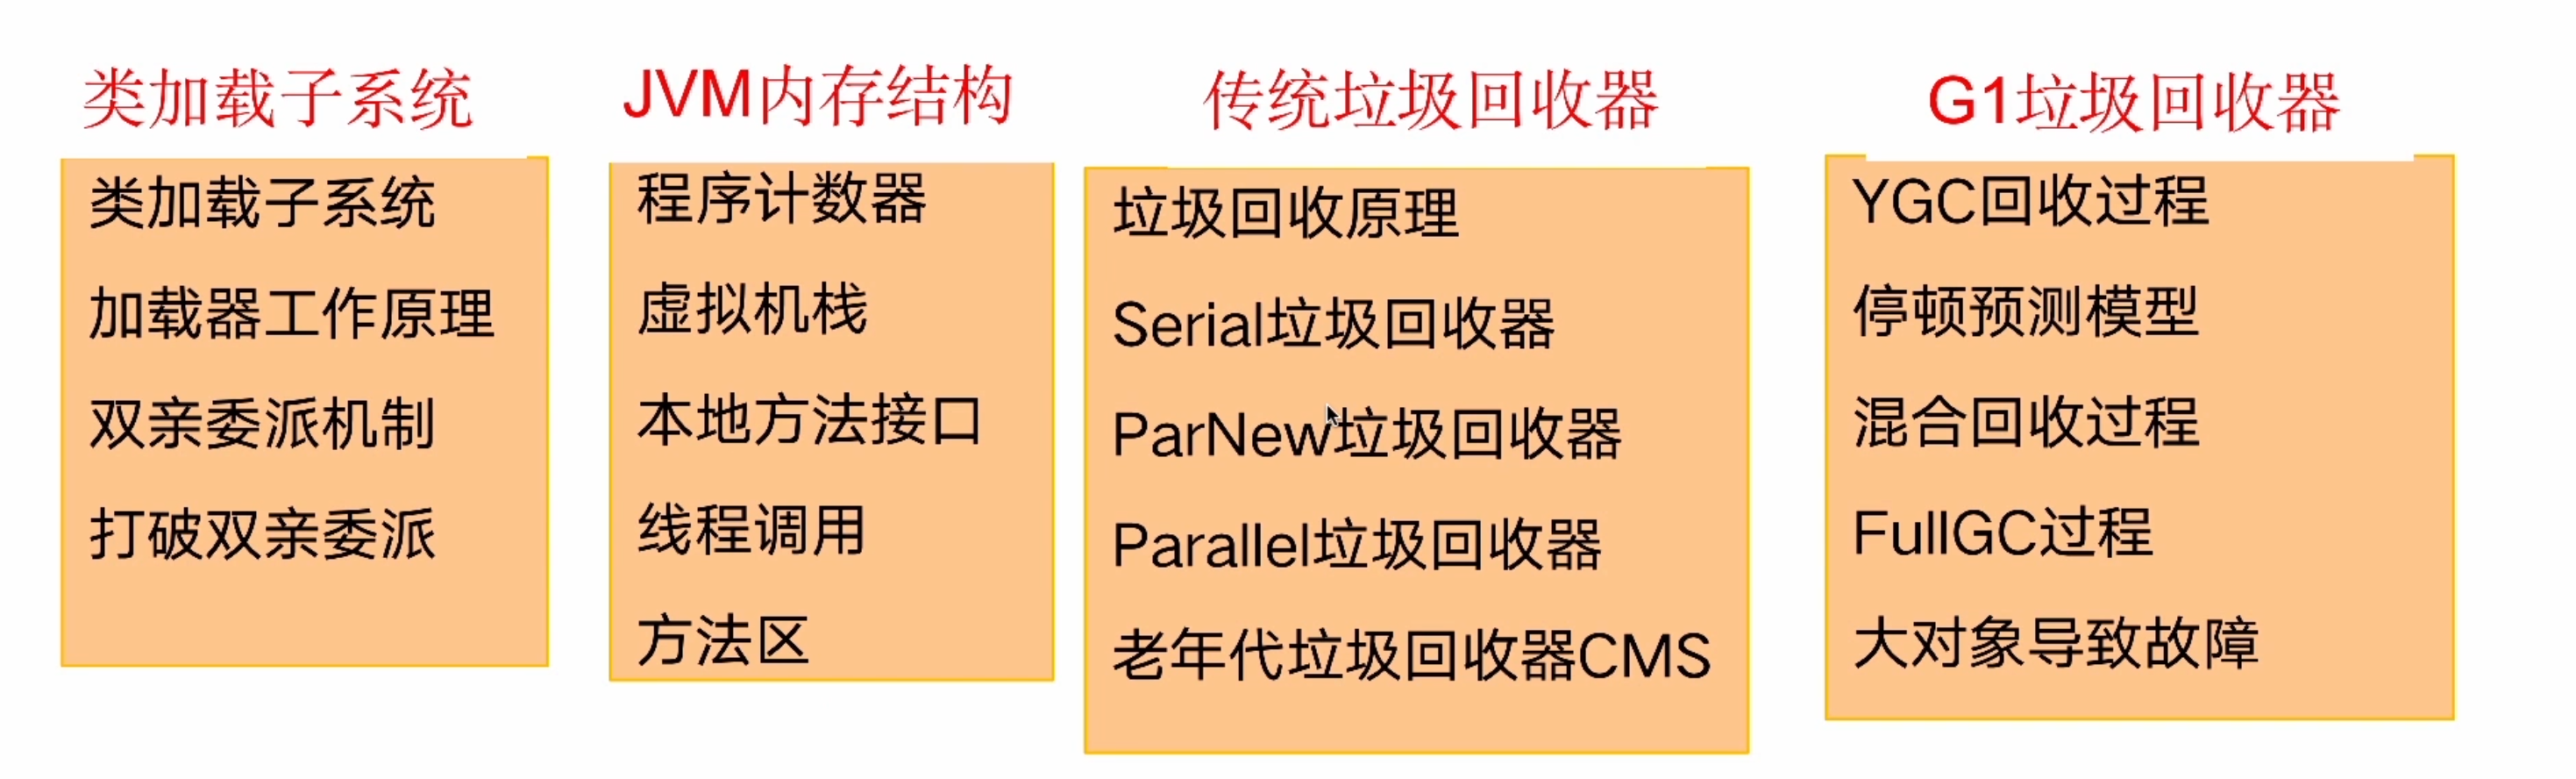 类加载子系统
类加载子系统
加载器工作原理
双亲委派机制
打破双亲委派
JVM内存结构
程序计数器
虚拟机栈
本地方法接口
线程调用
方法区
传统垃圾回收器
垃圾回收原理
Serial垃圾回收器
ParNew垃圾回收器
Parallel垃圾回收器
老年代垃圾回收器CMS
G1垃圾回收器
YGC回收过程
停顿预测模型
混合回收过程
FullGC过程
大对象导致故障